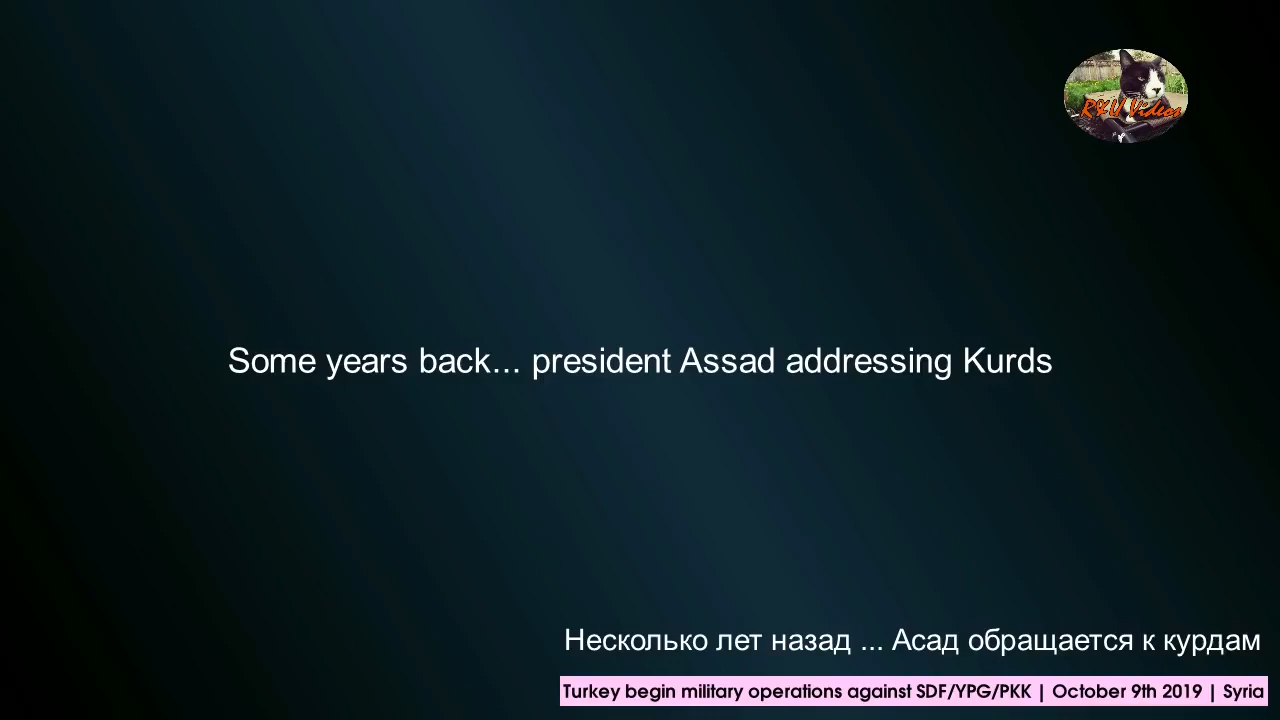 R&U Videos
Some years back... president Assad addressing Kurds
Несколько лет назад ... Асад обращается к курдам
Turkey begin military operations against SDF/YPG/PKK | October 9th 2019 | Syria